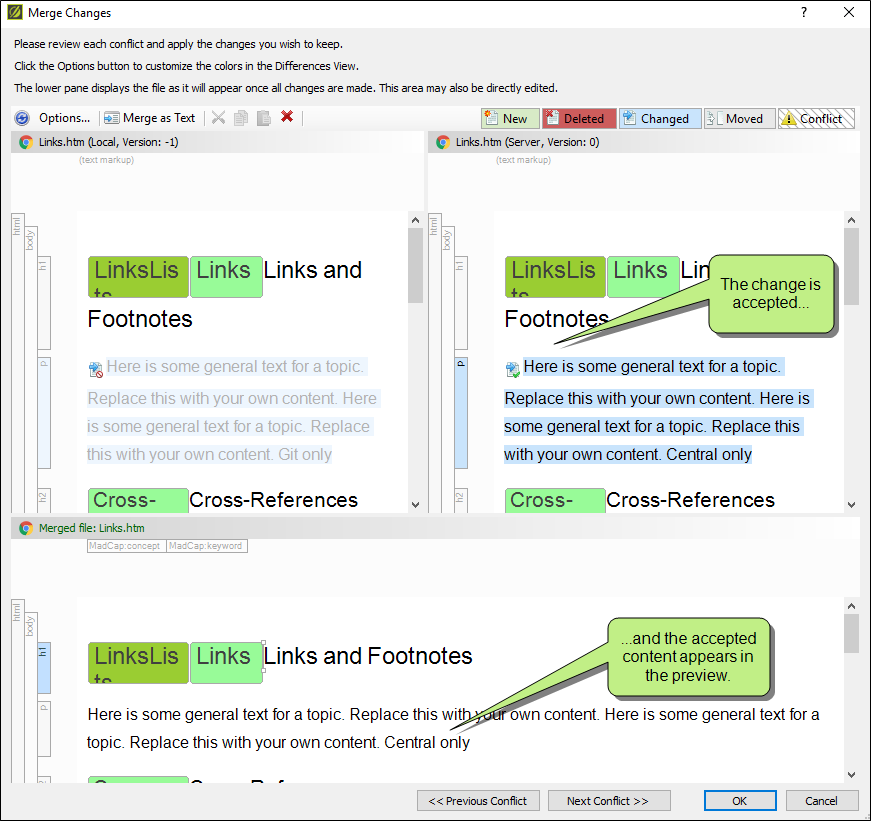 Merge Changes
?
Please review each conflict and apply the changes you wish to keep.
Click the Options button to customize the colors in the Differences View.
The lower pane displays the file as it will appear once all changes are made. This area may also be directly edited.
Options... Merge as Text New Deleted Changed Moved Conflict
Links.htm (Local, Version: -1)
(text markup)
html
body
h1
LinksLis Links Links and
ts
Footnotes
p
Here is some general text for a topic.
Replace this with your own content. Here
is some general text for a topic. Replace
this with your own content. Git only
h2
Cross- Cross-References
Links.htm (Server, Version: 0)
(text markup)
html
body
h1
LinksLis Links Lin
ts
Footnotes
The change is
accepted...
p
Here is some general text for a topic.
Replace this with your own content. Here is
some general text for a topic. Replace this
with your own content. Central only
h2
Cross- Cross-References
Merged file: Links.htm
MadCap:concept MadCap:keyword
html
body
h1
LinksLis Links Links and Footnotes
ts
...and the accepted
content appears in
the preview.
p
Here is some general text for a topic. Replace this with your own content. Here is some general text for a
topic. Replace this with your own content. Central only
<< Previous Conflict Next Conflict >> OK Cancel